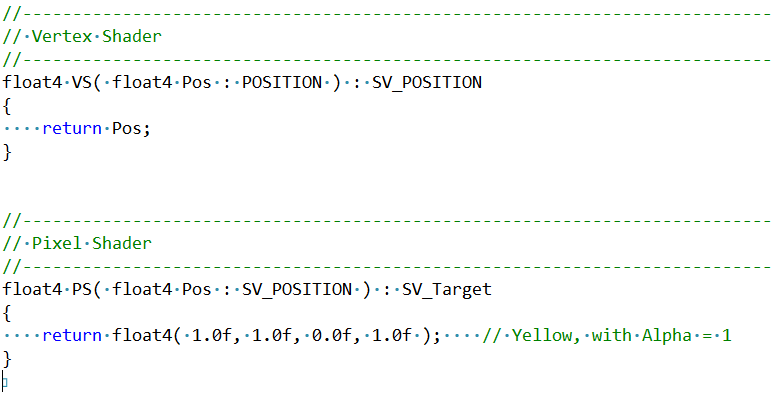 //---------------------------------------------------------------------------
// Vertex Shader
//---------------------------------------------------------------------------
float4 VS( float4 Pos : POSITION ) : SV_POSITION
{
    return Pos;
}
//---------------------------------------------------------------------------
// Pixel Shader
//---------------------------------------------------------------------------
float4 PS( float4 Pos : SV_POSITION ) : SV_Target
{
    return float4( 1.0f, 1.0f, 0.0f, 1.0f );    // Yellow, with Alpha = 1
}